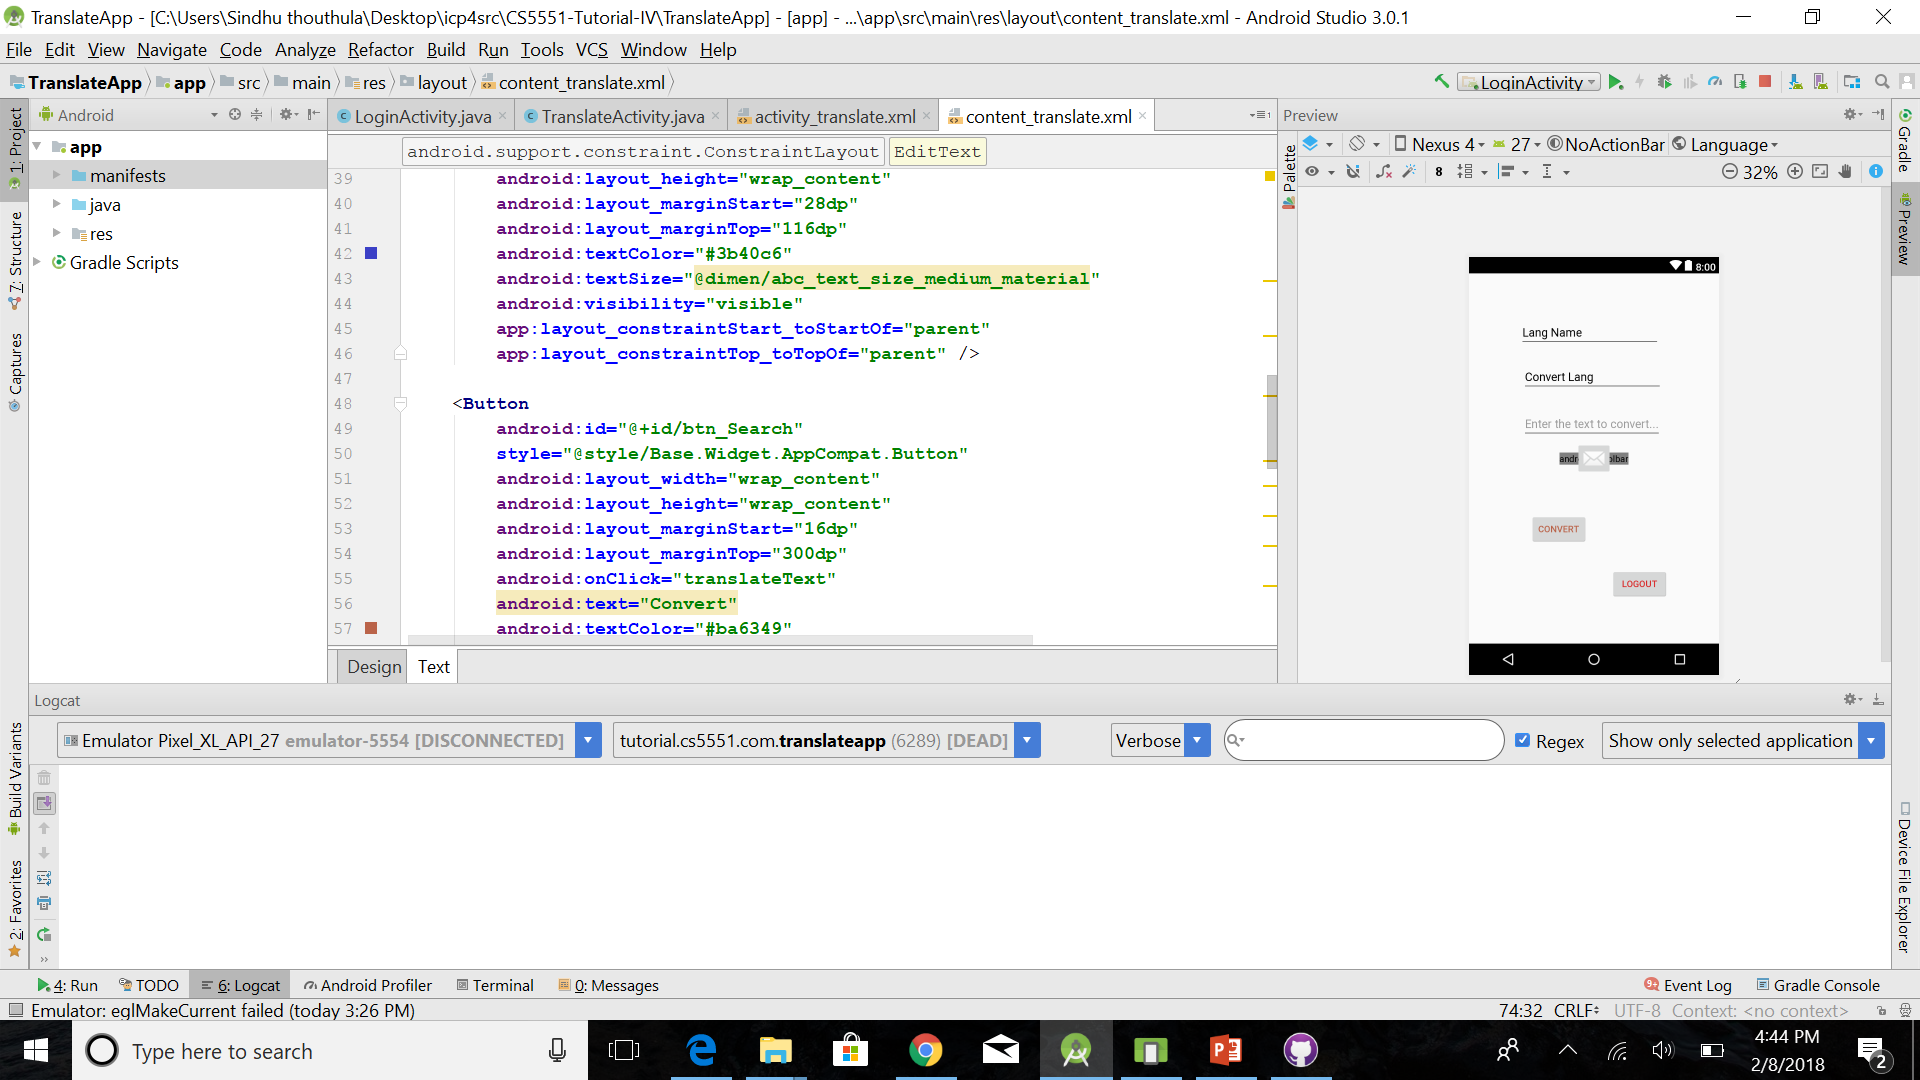 TranslateApp - [C:\Users\Sindhu thouthula\Desktop\icp4src\CS5551-Tutorial-IV\TranslateApp] - [app] - ...\app\src\main\res\layout\content_translate.xml - Android Studio 3.0.1
File Edit View Navigate Code Analyze Refactor Build Run Tools VCS Window Help
TranslateApp app src main res layout content_translate.xml LoginActivity
1: Project
Android
LoginActivity.java TranslateActivity.java activity_translate.xml content_translate.xml
Preview
Gradle
app
manifests
java
res
Gradle Scripts
7: Structure
Captures
android.support.constraint.ConstraintLayout EditText
39 android:layout_height="wrap_content"
40 android:layout_marginStart="28dp"
41 android:layout_marginTop="116dp"
42 android:textColor="#3b40c6"
43 android:textSize="@dimen/abc_text_size_medium_material"
44 android:visibility="visible"
45 app:layout_constraintStart_toStartOf="parent"
46 app:layout_constraintTop_toTopOf="parent" />
47
48 <Button
49 android:id="@+id/btn_Search"
50 style="@style/Base.Widget.AppCompat.Button"
51 android:layout_width="wrap_content"
52 android:layout_height="wrap_content"
53 android:layout_marginStart="16dp"
54 android:layout_marginTop="300dp"
55 android:onClick="translateText"
56 android:text="Convert"
57 android:textColor="#ba6349"
Design Text
Palette
Nexus 4 27 NoActionBar Language
8 32%
Preview
8:00
Lang Name
Convert Lang
Enter the text to convert...
andr lbar
CONVERT
LOGOUT
Logcat
Emulator Pixel_XL_API_27 emulator-5554 [DISCONNECTED] tutorial.cs5551.com.translateapp (6289) [DEAD] Verbose Regex Show only selected application
Build Variants
2: Favorites
Device File Explorer
4: Run TODO 6: Logcat Android Profiler Terminal 0: Messages 9+ Event Log Gradle Console
Emulator: eglMakeCurrent failed (today 3:26 PM) 74:32 CRLF UTF-8 Context: <no context>
Type here to search
4:44 PM
2/8/2018
2